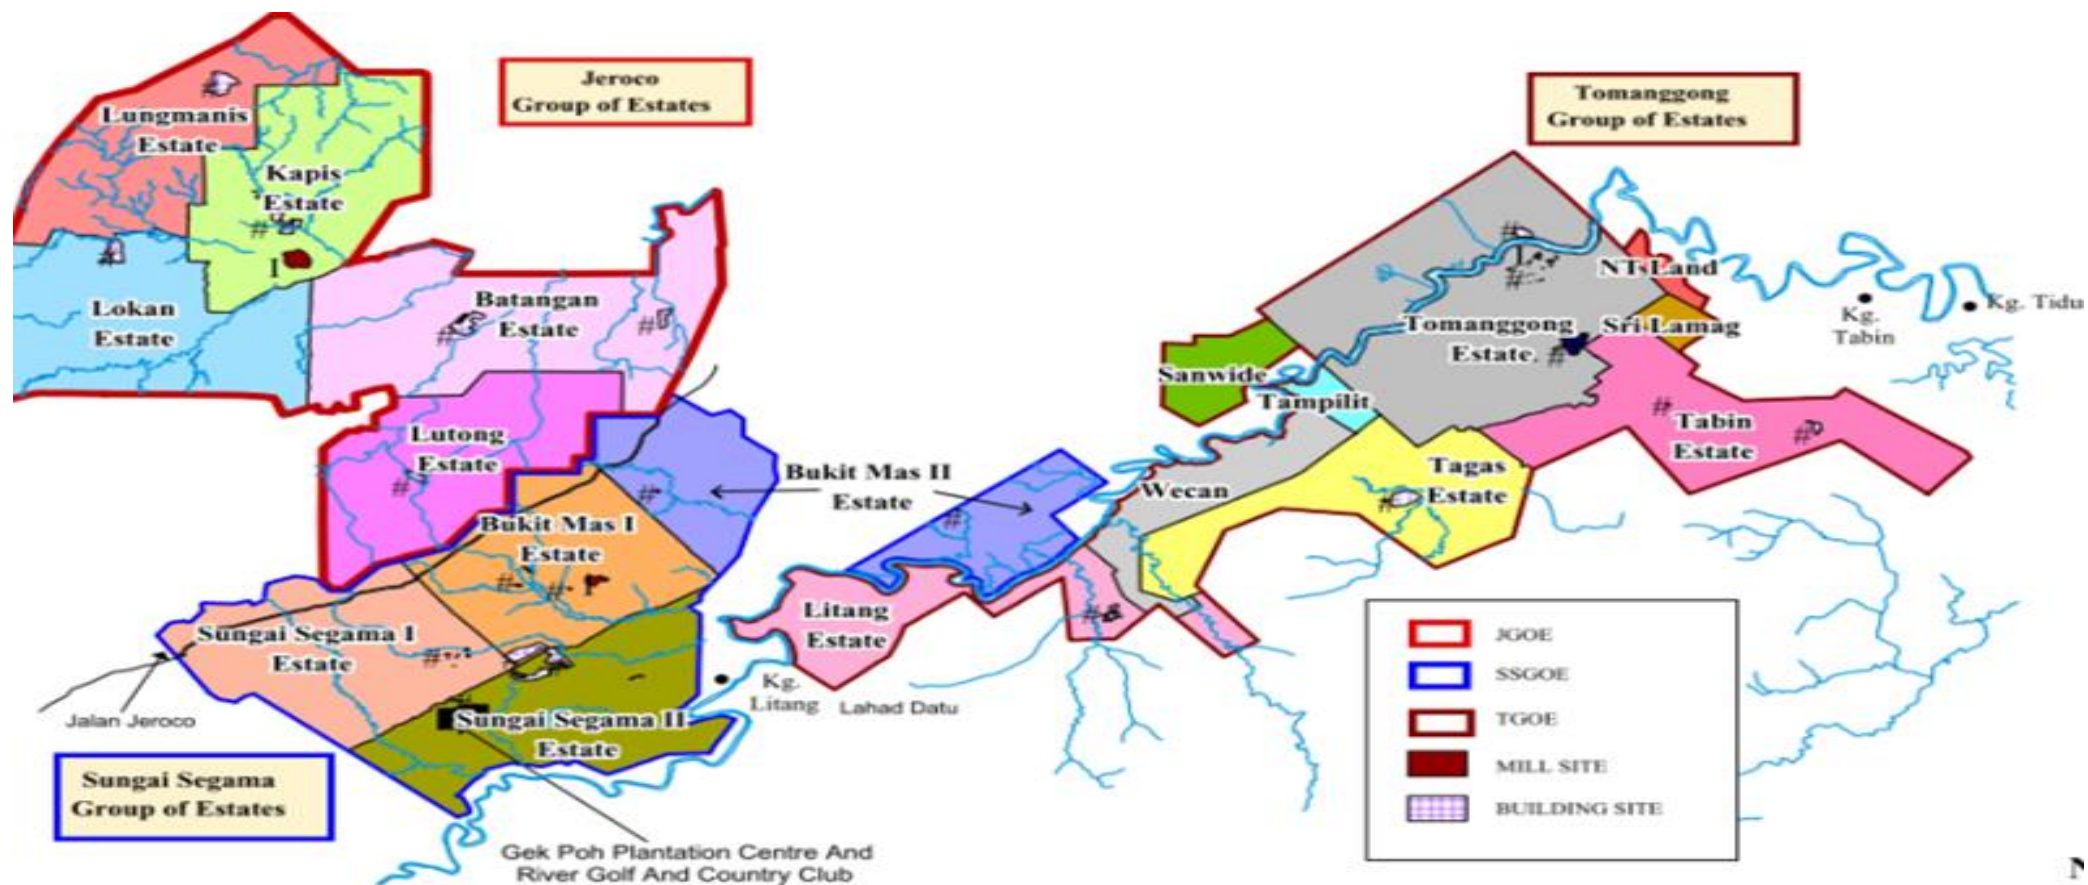 Jeroco
Group of Estates
Tomanggong
Group of Estates
Lungmanis
Estate
Kapis
Estate
Lokan
Estate
Batangan
Estate
Lutong
Estate
Bukit Mas II
Estate
Bukit Mas I
Estate
Sungai Segama I
Estate
Sungai Segama II
Estate
Jalan Jeroco
Sungai Segama
Group of Estates
Gek Poh Plantation Centre And
River Golf And Country Club
Kg.
Litang
Lahad Datu
Litang
Estate
Wecan
Sanwide
Tampilit
Tomanggong
Estate
NTs Land
Sri Lamag
Tabin
Estate
Tagas
Estate
Kg.
Tabin
Kg. Tidu
JGOE
SSGOE
TGOE
MILL SITE
BUILDING SITE